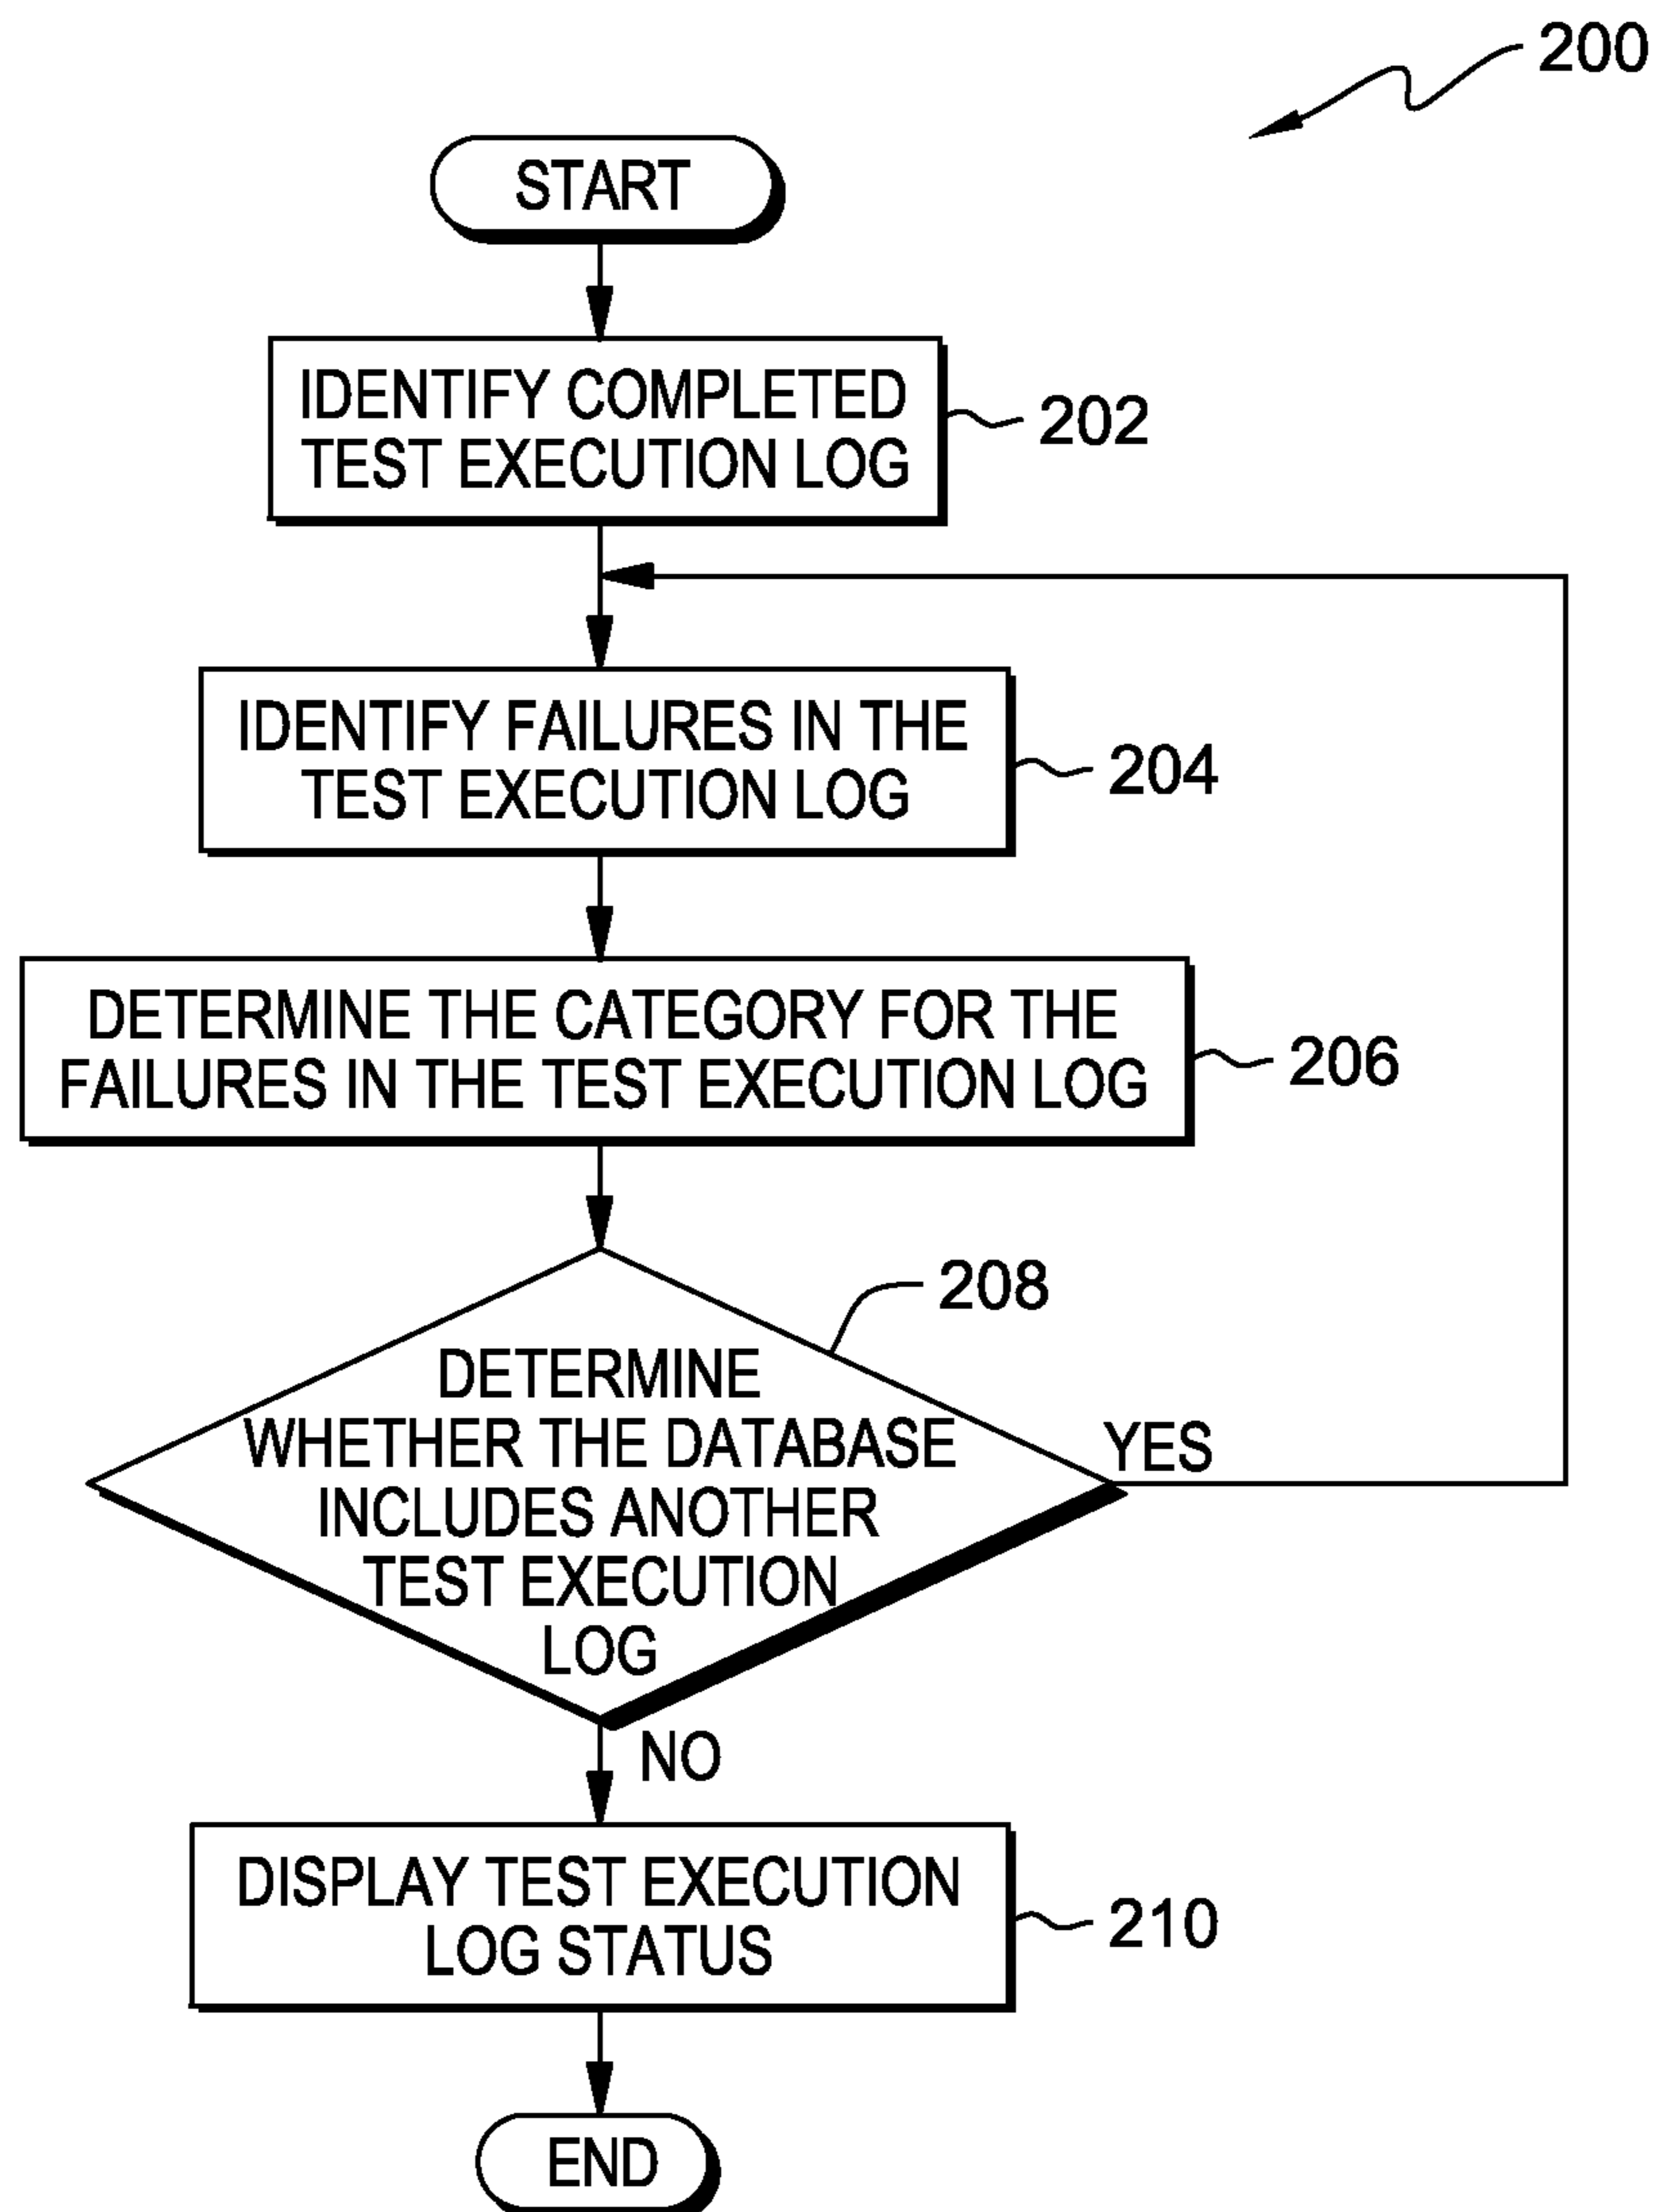 200
START
IDENTIFY COMPLETED
TEST EXECUTION LOG
202
IDENTIFY FAILURES IN THE
TEST EXECUTION LOG
204
DETERMINE THE CATEGORY FOR THE
FAILURES IN THE TEST EXECUTION LOG
206
208
DETERMINE
WHETHER THE DATABASE
INCLUDES ANOTHER
TEST EXECUTION
LOG
YES
NO
DISPLAY TEST EXECUTION
LOG STATUS
210
END